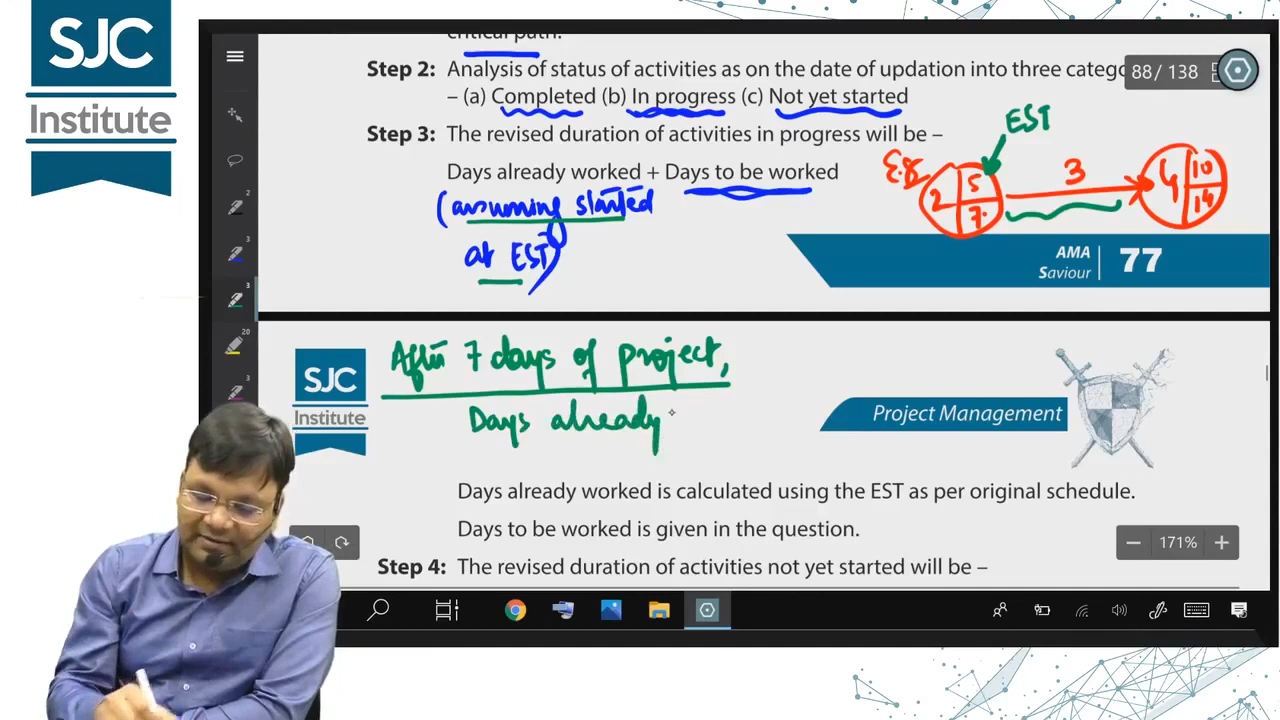 SJC
Institute
critical path.
88 / 138
Step 2: Analysis of status of activities as on the date of updation into three catego
– (a) Completed (b) In progress (c) Not yet started
EST
Step 3: The revised duration of activities in progress will be –
Days already worked + Days to be worked
E.g.
2 5 7
3
4 10 14
(assuming started
at EST)
AMA
Saviour
77
2
3
3
20
3
After 7 days of project,
SJC
Institute
Days already
Project Management
Days already worked is calculated using the EST as per original schedule.
Days to be worked is given in the question.
171%
Step 4: The revised duration of activities not yet started will be –